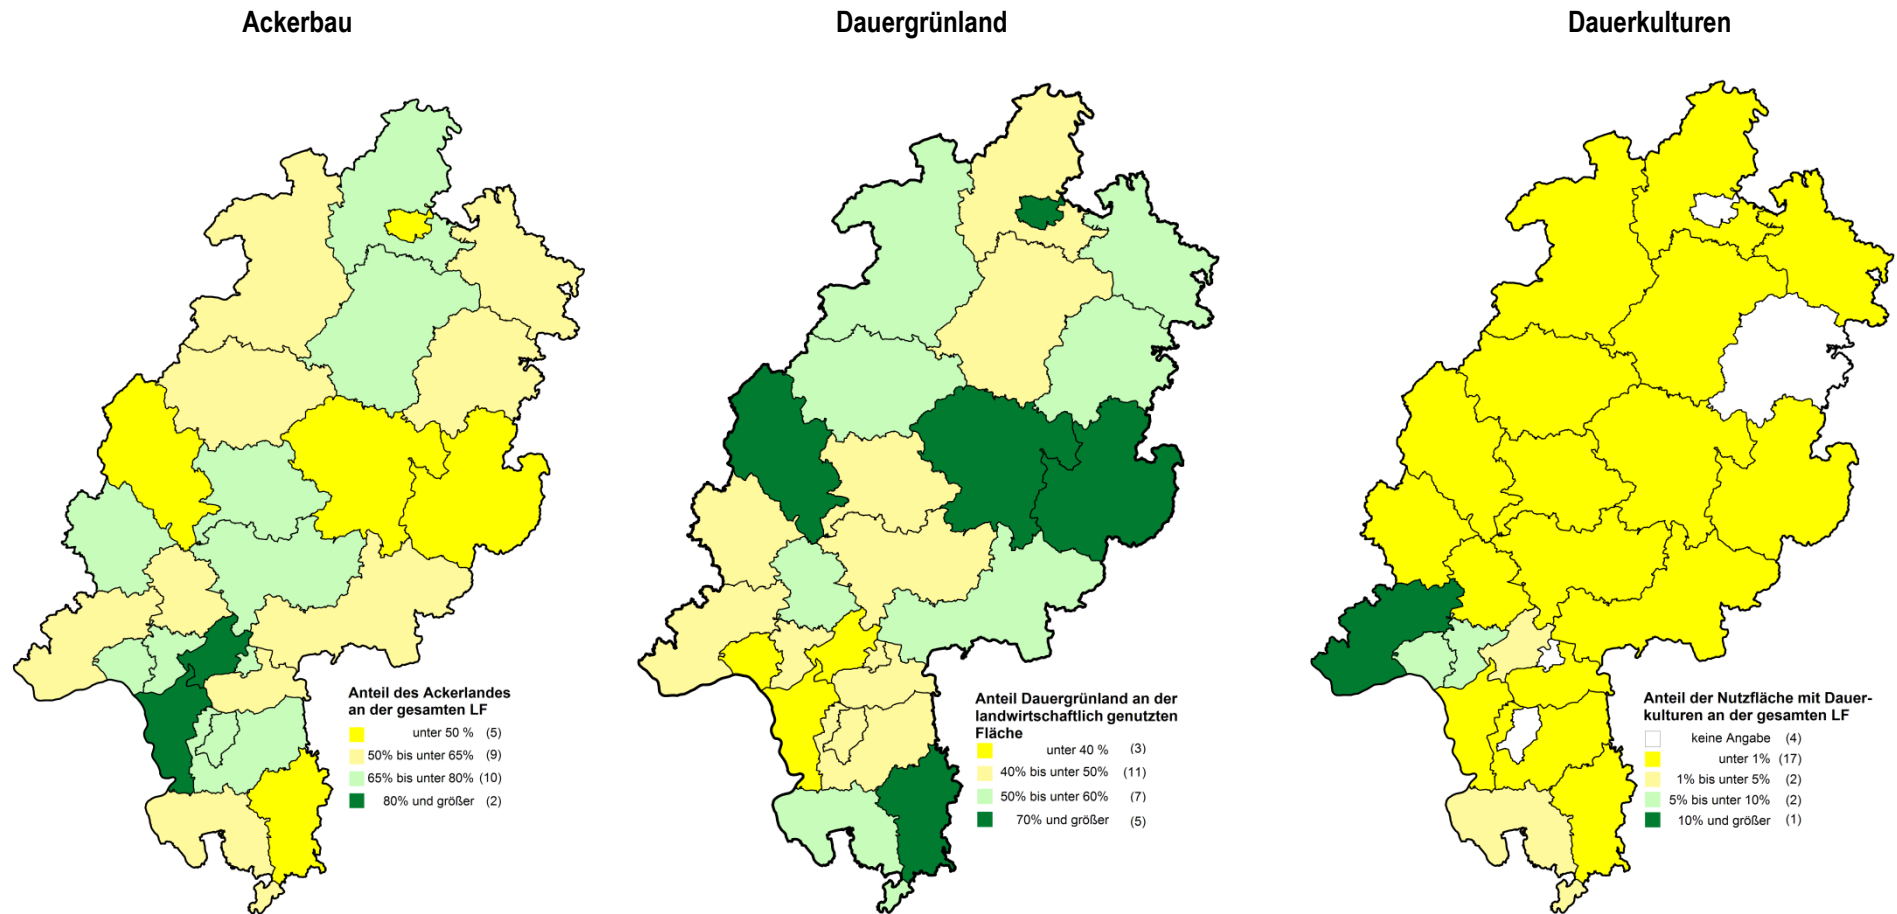 Ackerbau
Dauergrünland
Dauerkulturen
Anteil des Ackerlandes
an der gesamten LF
unter 50 % (5)
50% bis unter 65% (9)
65% bis unter 80% (10)
80% und größer (2)
Anteil Dauergrünland an der
landwirtschaftlich genutzten
Fläche
unter 40 % (3)
40% bis unter 50% (11)
50% bis unter 60% (7)
70% und größer (5)
Anteil der Nutzfläche mit Dauer-
kulturen an der gesamten LF
keine Angabe (4)
unter 1% (17)
1% bis unter 5% (2)
5% bis unter 10% (2)
10% und größer (1)